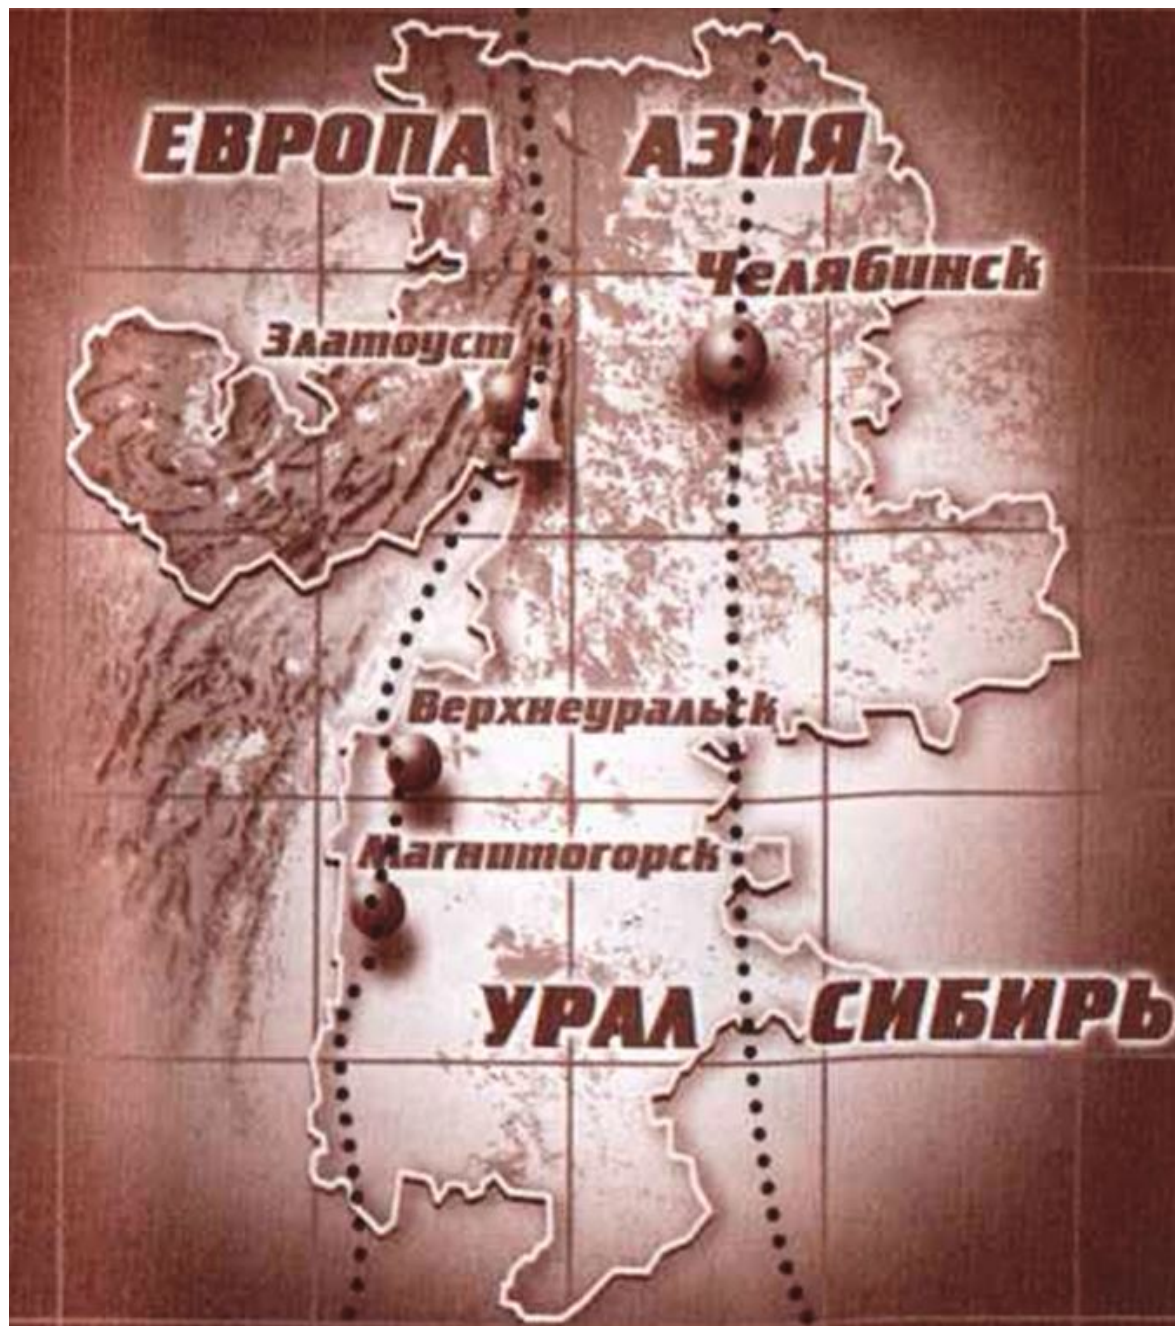 ЕВРОПА АЗИЯ
Челябинск
Златоуст
Верхнеуральск
Магнитогорск
УРАЛ СИБИРЬ